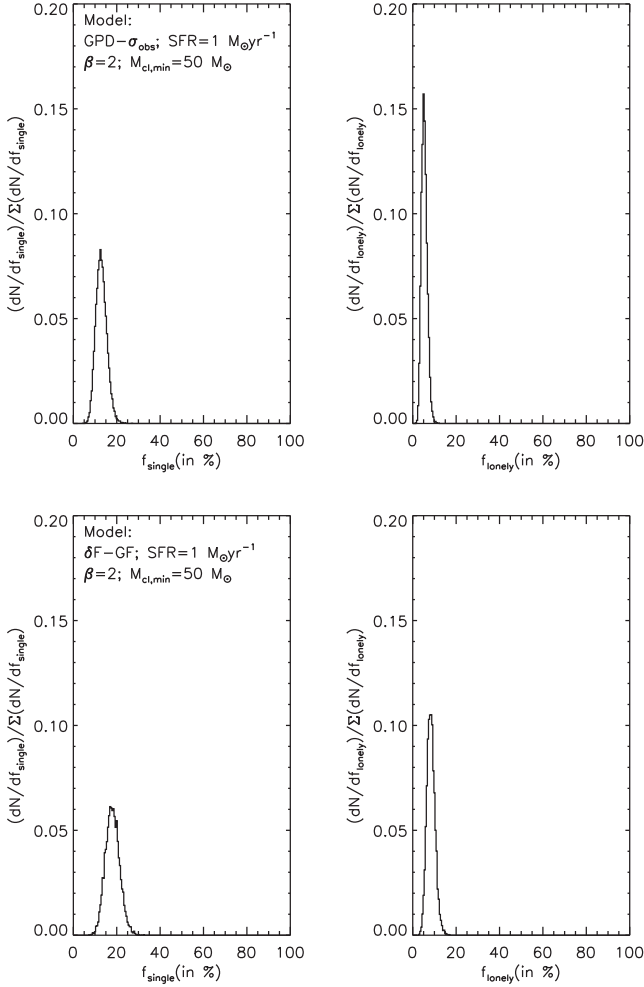 Model:
GPD−σobs; SFR=1 M⊙yr−1
β=2; Mcl,min=50 M⊙
(dN/dfsingle)/Σ(dN/dfsingle)
0.20
0.15
0.10
0.05
0.00
0 20 40 60 80 100
fsingle(in %)
(dN/dflonely)/Σ(dN/dflonely)
0.20
0.15
0.10
0.05
0.00
0 20 40 60 80 100
flonely(in %)
Model:
δF−GF; SFR=1 M⊙yr−1
β=2; Mcl,min=50 M⊙
(dN/dfsingle)/Σ(dN/dfsingle)
0.20
0.15
0.10
0.05
0.00
0 20 40 60 80 100
fsingle(in %)
(dN/dflonely)/Σ(dN/dflonely)
0.20
0.15
0.10
0.05
0.00
0 20 40 60 80 100
flonely(in %)